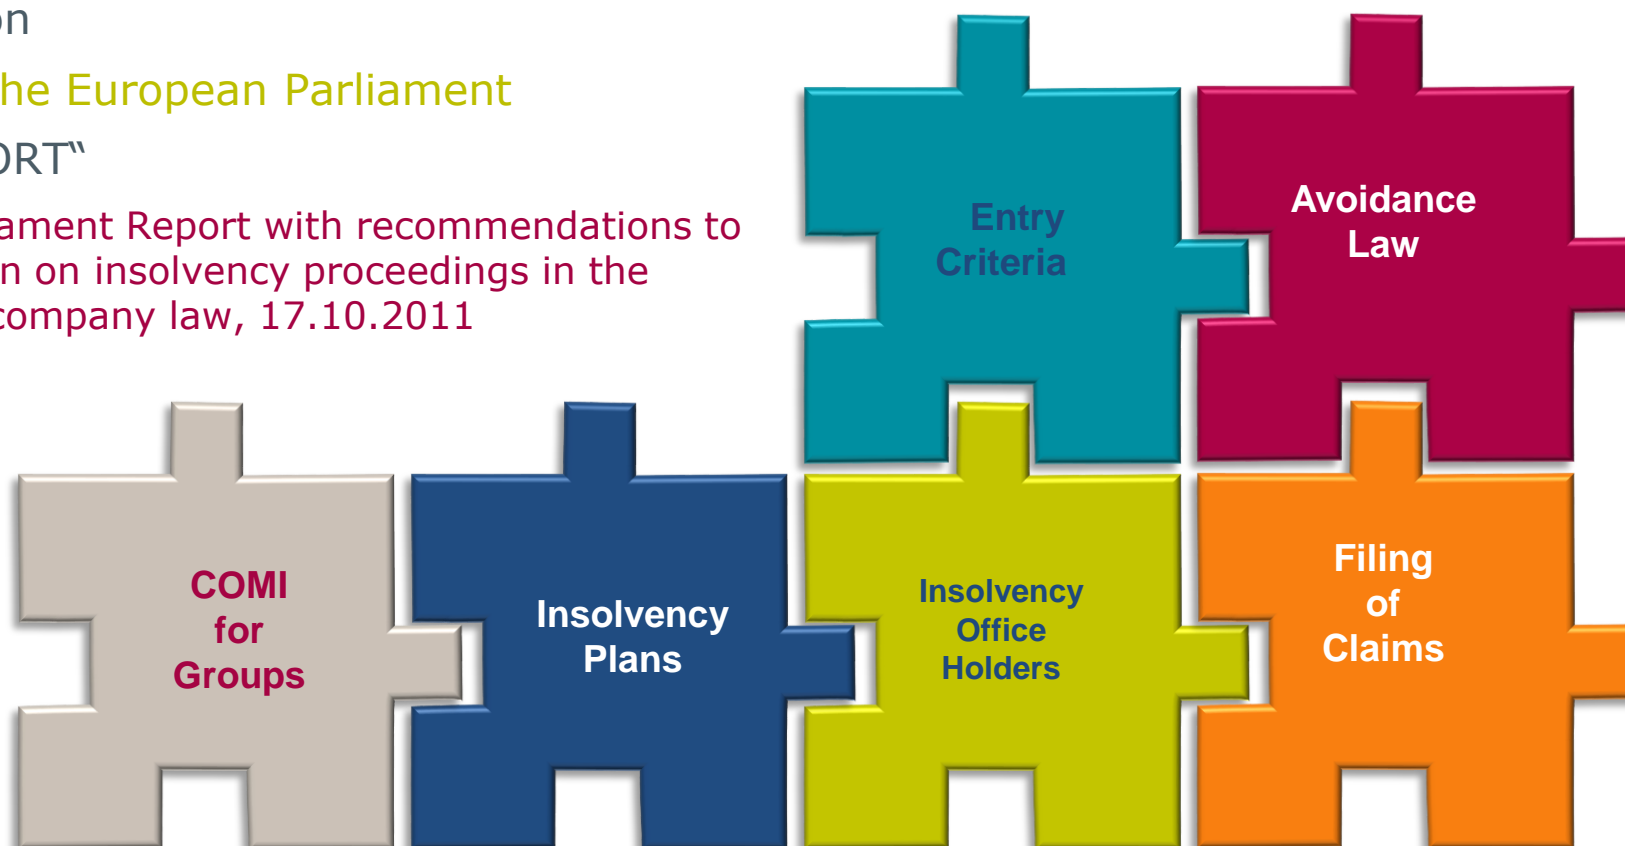 on
he European Parliament
ORT“
ament Report with recommendations to
n on insolvency proceedings in the
company law, 17.10.2011
Entry
Criteria
Avoidance
Law
COMI
for
Groups
Insolvency
Plans
Insolvency
Office
Holders
Filing
of
Claims